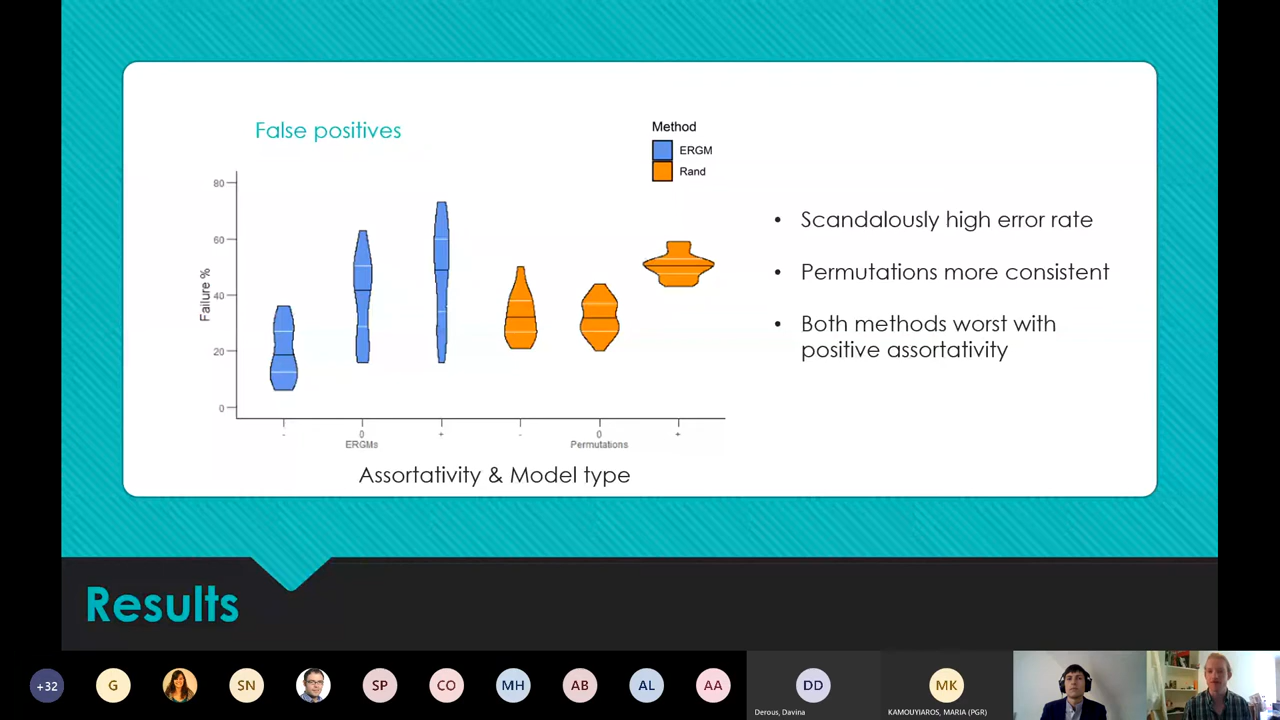 False positives
Method
ERGM
Rand
80
60
40
20
0
Failure %
-
0
+
-
0
+
ERGMs
Permutations
Assortativity & Model type
• Scandalously high error rate
• Permutations more consistent
• Both methods worst with
positive assortativity
Results
+32
G
SN
SP
CO
MH
AB
AL
AA
DD
Derous, Davina
MK
KAMOUYIAROS, MARIA (PGR)